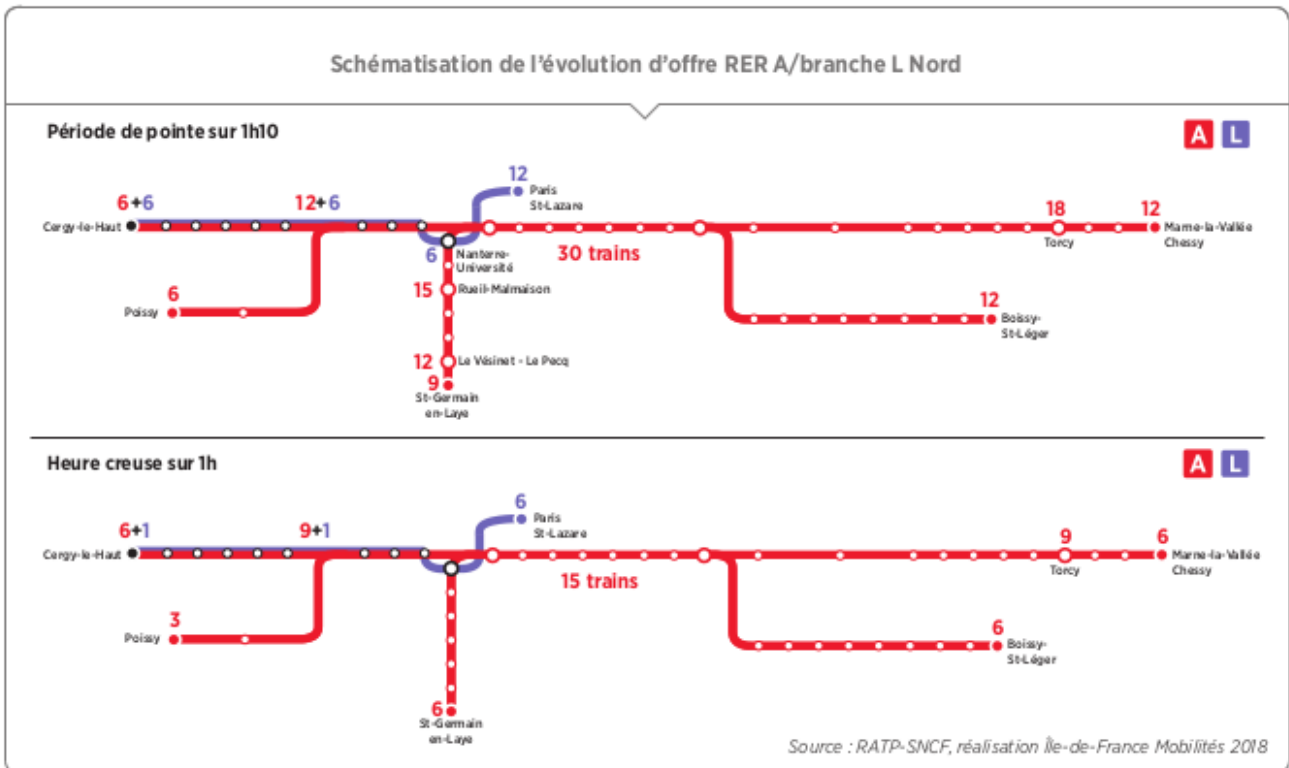 Schématisation de l'évolution d'offre RER A/branche L Nord
Période de pointe sur 1h10
A L
6+6
12+6
12
Paris
St-Lazare
18
12
Cergy-le-Haut
Marne-la-Vallée
Chessy
Torcy
6
Nanterre-
Université
30 trains
6
Poissy
15
Rueil-Malmaison
12
Boissy-
St-Léger
12
Le Vésinet - Le Pecq
9
St-Germain
en-Laye
Heure creuse sur 1h
A L
6+1
9+1
6
Paris
St-Lazare
9
6
Cergy-le-Haut
Marne-la-Vallée
Chessy
Torcy
15 trains
3
Poissy
6
Boissy-
St-Léger
6
St-Germain
en-Laye
Source : RATP-SNCF, réalisation Île-de-France Mobilités 2018